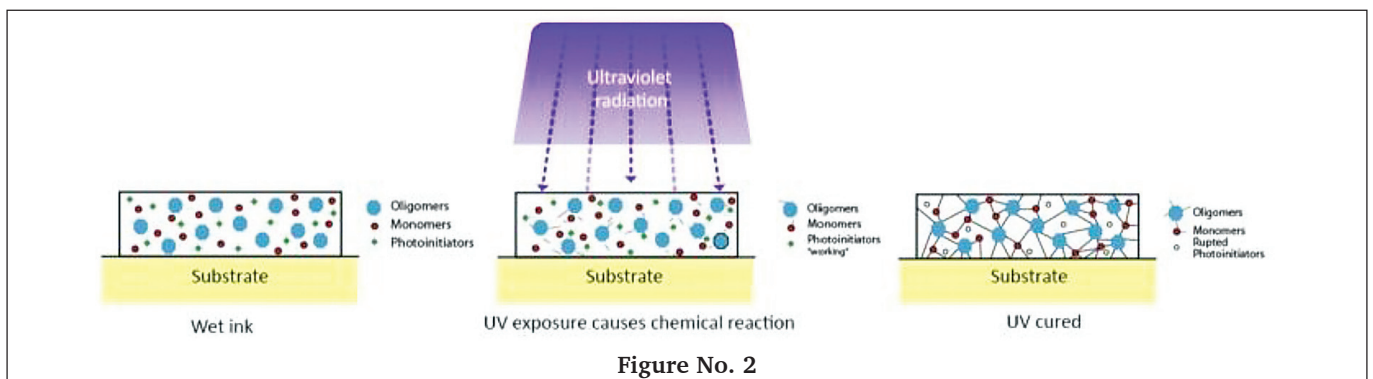 Ultraviolet
radiation
Oligomers
Monomers
Photoinitiators
Substrate
Wet ink
Oligomers
Monomers
Photoinitiators
"working"
Substrate
UV exposure causes chemical reaction
Oligomers
Monomers
Rupted
Photoinitiators
Substrate
UV cured
Figure No. 2